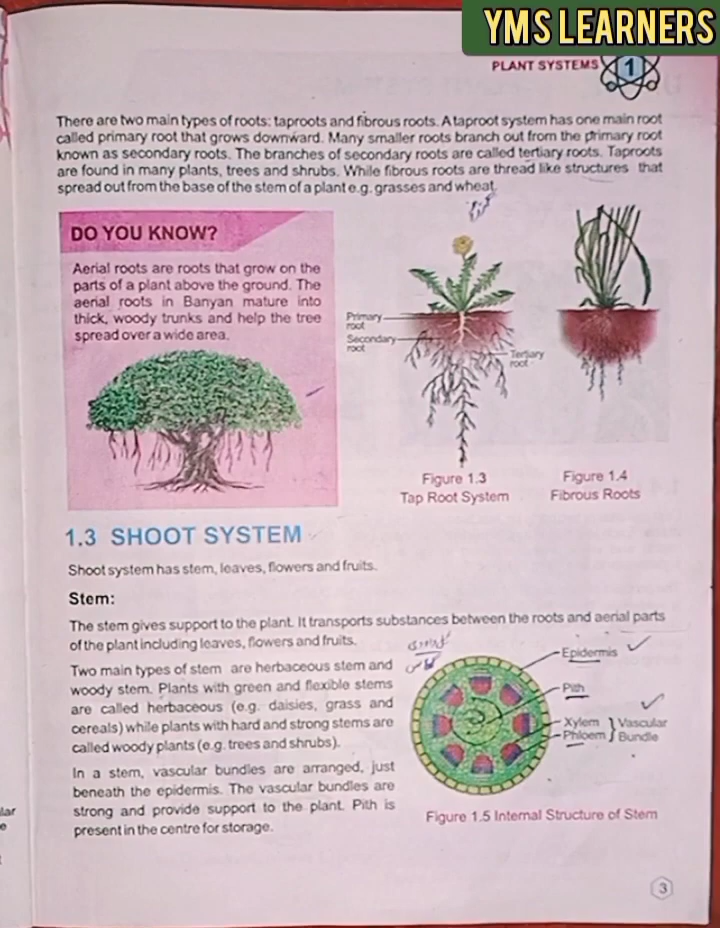 YMS LEARNERS
PLANT SYSTEMS 1
There are two main types of roots: taproots and fibrous roots. A taproot system has one main root
called primary root that grows downward. Many smaller roots branch out from the primary root
known as secondary roots. The branches of secondary roots are called tertiary roots. Taproots
are found in many plants, trees and shrubs. While fibrous roots are thread like structures that
spread out from the base of the stem of a plant e.g. grasses and wheat.
DO YOU KNOW?
Aerial roots are roots that grow on the
parts of a plant above the ground. The
aerial roots in Banyan mature into
thick, woody trunks and help the tree
spread over a wide area.
Primary
root
Secondary
root
Tertiary
root
Figure 1.3
Tap Root System
Figure 1.4
Fibrous Roots
1.3 SHOOT SYSTEM
Shoot system has stem, leaves, flowers and fruits.
Stem:
The stem gives support to the plant. It transports substances between the roots and aerial parts
of the plant including leaves, flowers and fruits.
Two main types of stem are herbaceous stem and
woody stem. Plants with green and flexible stems
are called herbaceous (e.g. daisies, grass and
cereals) while plants with hard and strong stems are
called woody plants (e.g. trees and shrubs).
In a stem, vascular bundles are arranged, just
beneath the epidermis. The vascular bundles are
strong and provide support to the plant. Pith is
present in the centre for storage.
Epidermis
Pith
Xylem
Phloem
Vascular
Bundle
Figure 1.5 Internal Structure of Stem
lar
e
3